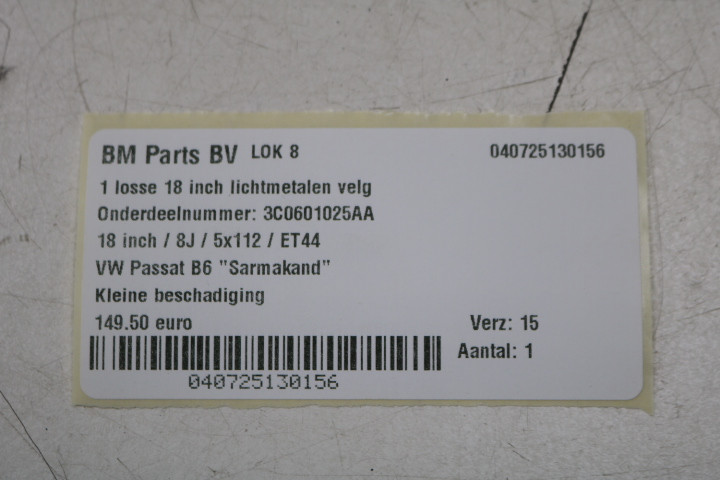 BM Parts BV LOK 8 040725130156
1 losse 18 inch lichtmetalen velg
Onderdeelnummer: 3C0601025AA
18 inch / 8J / 5x112 / ET44
VW Passat B6 "Sarmakand"
Kleine beschadiging
149.50 euro Verz: 15
Aantal: 1
040725130156